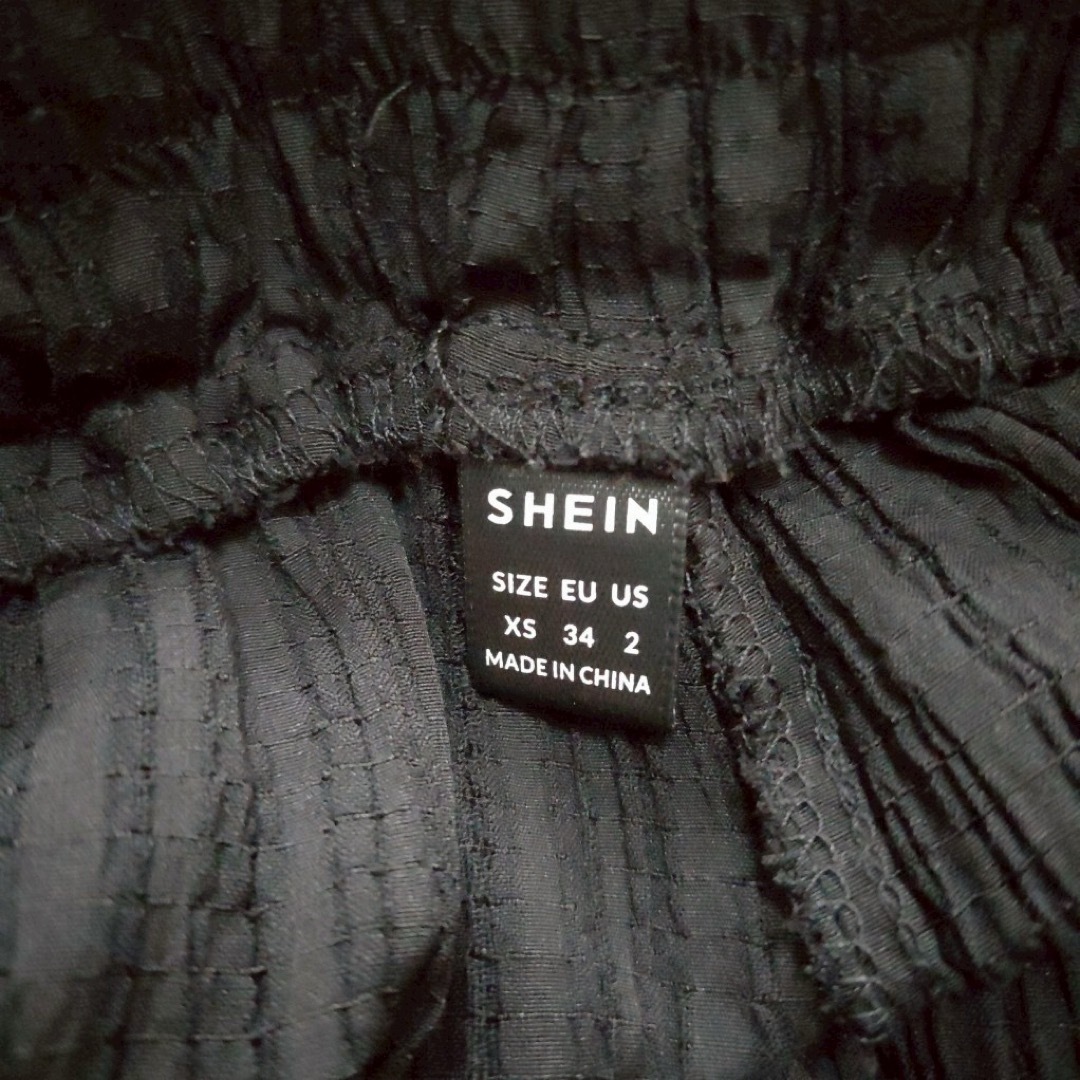 SHEIN
SIZE EU US
XS 34 2
MADE IN CHINA